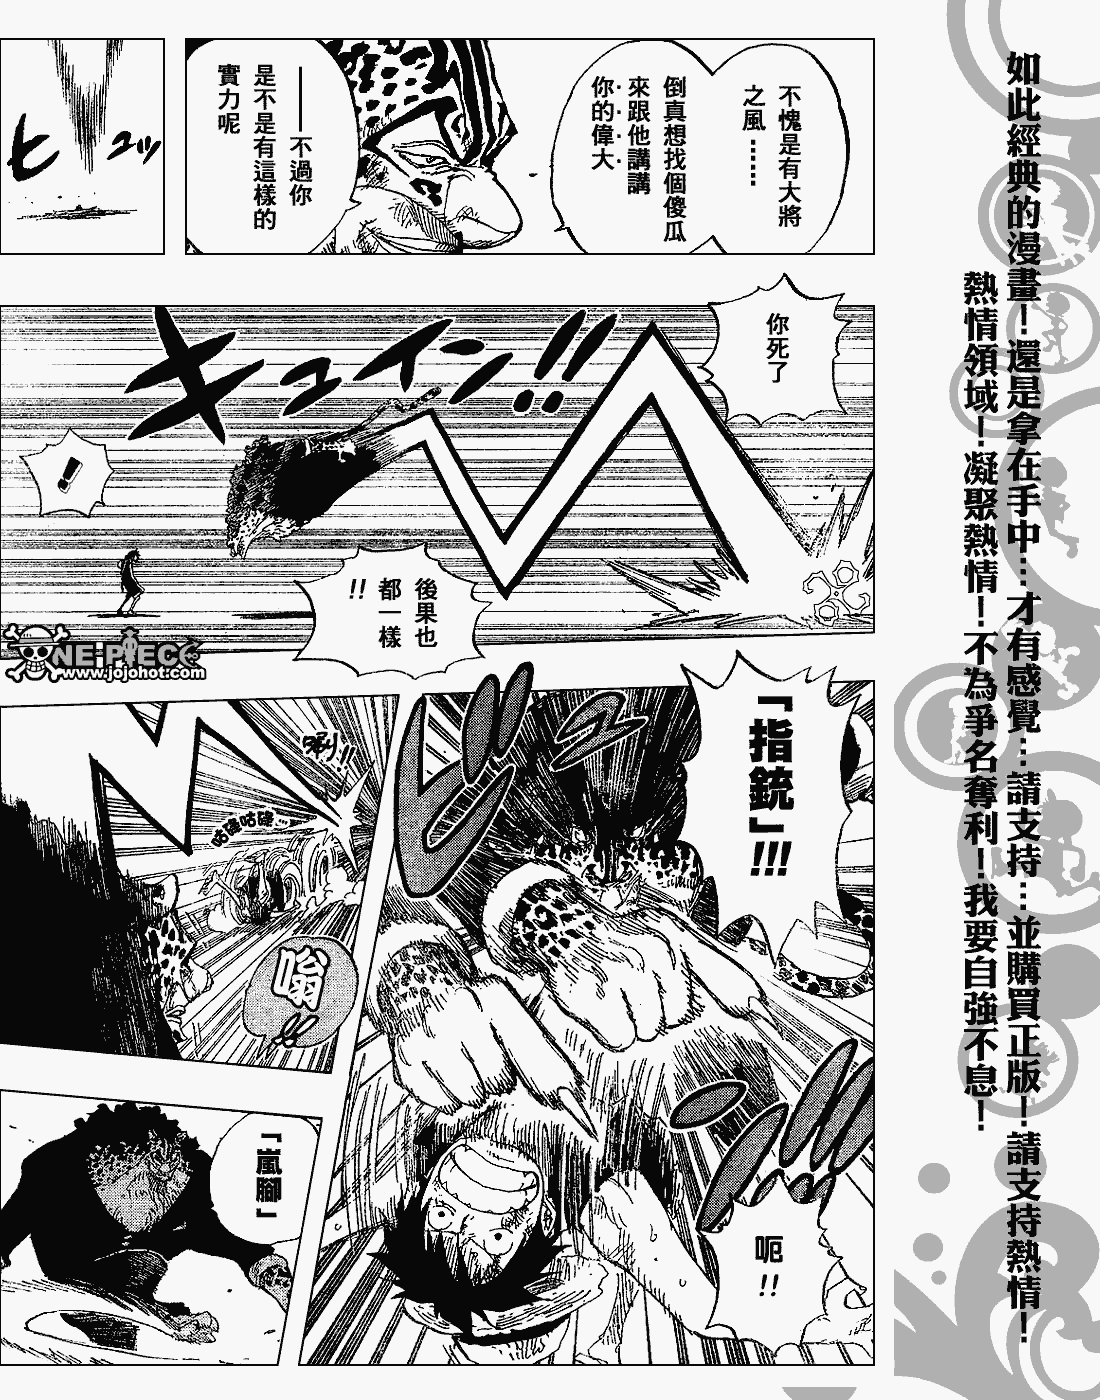 如此經典的漫畫！還是拿在手中…才有感覺…請支持…並購買正版！請支持熱情！
熱情領域！凝聚熱情！不為爭名奪利！我要自強不息！
不愧是有大將
之風……
倒真想找個傻瓜
來跟他講講
你的偉大
——不過你
是不是有這樣的
實力呢
ヒュッ
你死了
キュイン!!
!
後果也
都一樣
!!
ONE PIECE
www.jojohot.com
「指銃」!!!
ビュ
呃!!
唰!!
咕碌咕碌…
嗡!!
「嵐腳」